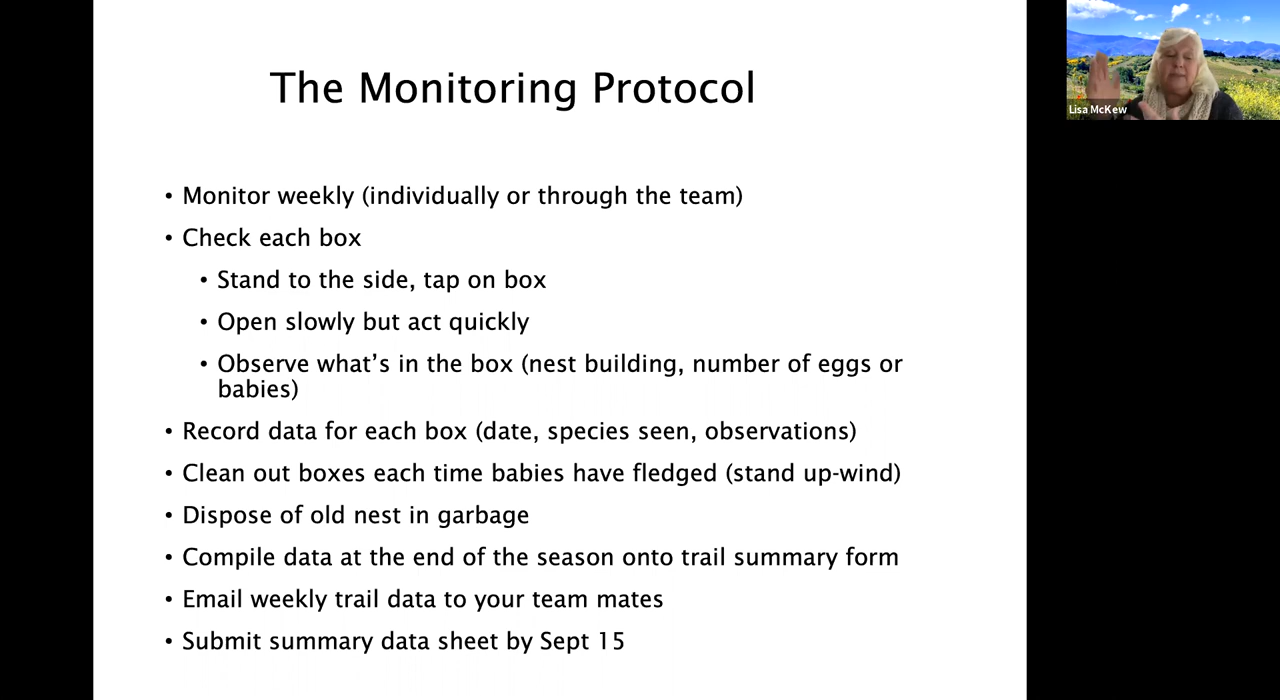 The Monitoring Protocol
• Monitor weekly (individually or through the team)
• Check each box
• Stand to the side, tap on box
• Open slowly but act quickly
• Observe what’s in the box (nest building, number of eggs or
babies)
• Record data for each box (date, species seen, observations)
• Clean out boxes each time babies have fledged (stand up-wind)
• Dispose of old nest in garbage
• Compile data at the end of the season onto trail summary form
• Email weekly trail data to your team mates
• Submit summary data sheet by Sept 15
Lisa McKew